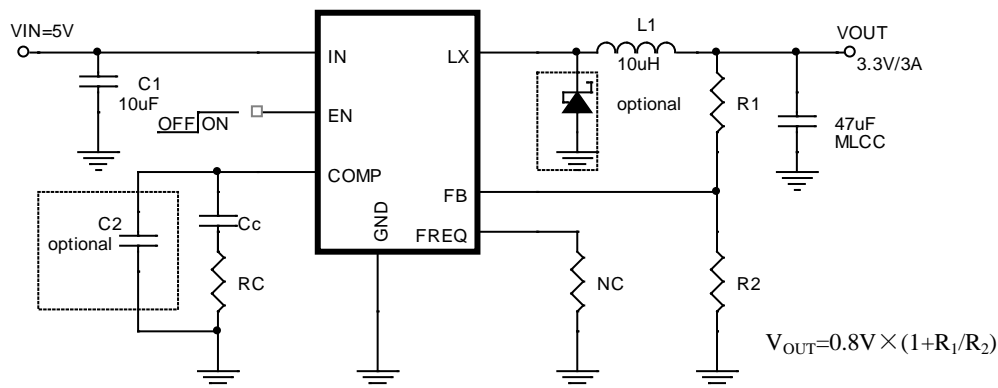 VIN=5V
C1
10uF
OFF ON
C2
optional
Cc
RC
IN
EN
COMP
GND
LX
FB
FREQ
L1
10uH
optional
NC
R1
R2
VOUT
3.3V/3A
47uF
MLCC
VOUT=0.8V×(1+R1/R2)